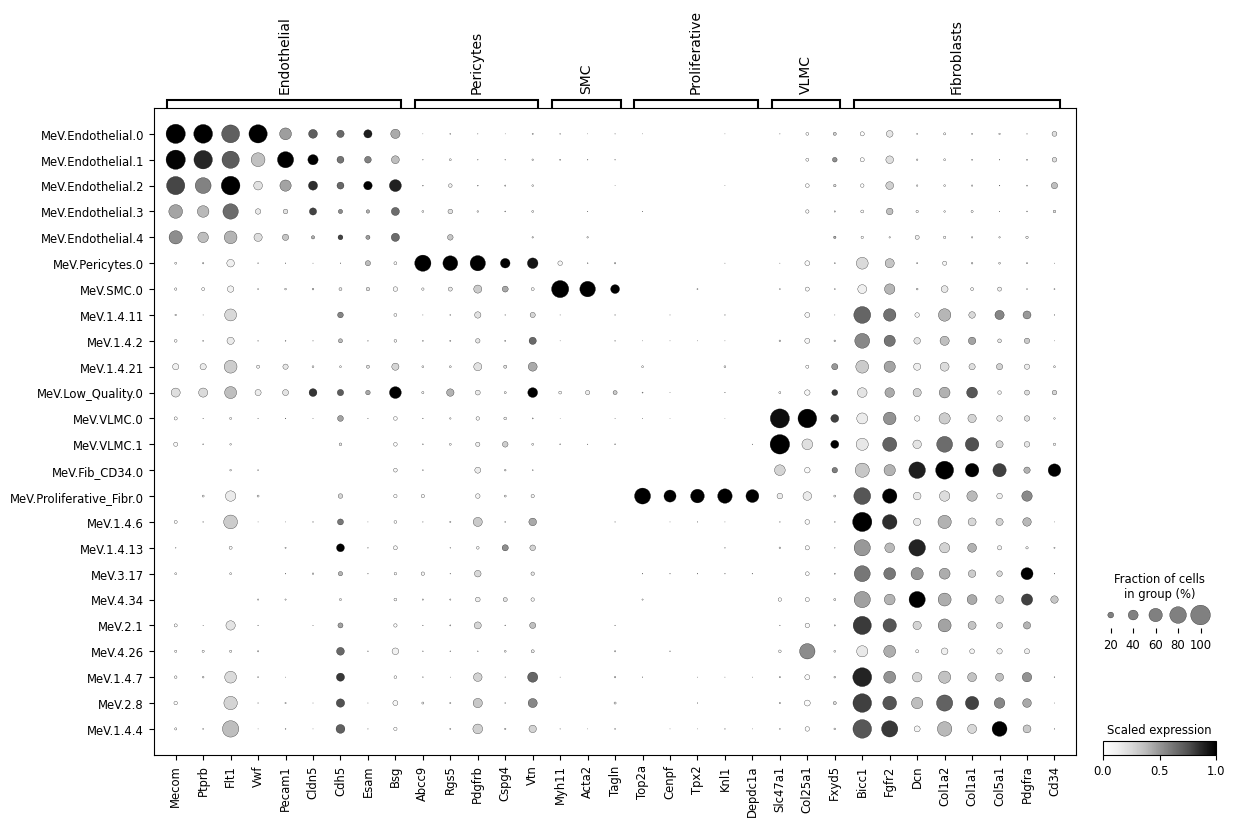 Endothelial
Pericytes
SMC
Proliferative
VLMC
Fibroblasts
MeV.Endothelial.0
MeV.Endothelial.1
MeV.Endothelial.2
MeV.Endothelial.3
MeV.Endothelial.4
MeV.Pericytes.0
MeV.SMC.0
MeV.1.4.11
MeV.1.4.2
MeV.1.4.21
MeV.Low_Quality.0
MeV.VLMC.0
MeV.VLMC.1
MeV.Fib_CD34.0
MeV.Proliferative_Fibr.0
MeV.1.4.6
MeV.1.4.13
MeV.3.17
MeV.4.34
MeV.2.1
MeV.4.26
MeV.1.4.7
MeV.2.8
MeV.1.4.4
Mecom
Ptprb
Flt1
Vwf
Pecam1
Cldn5
Cdh5
Esam
Bsg
Abcc9
Rgs5
Pdgfrb
Cspg4
Vtn
Myh11
Acta2
Tagln
Top2a
Cenpf
Tpx2
Knl1
Depdc1a
Slc47a1
Col25a1
Fxyd5
Bicc1
Fgfr2
Dcn
Col1a2
Col1a1
Col5a1
Pdgfra
Cd34
Fraction of cells
in group (%)
20 40 60 80 100
Scaled expression
0.0 0.5 1.0